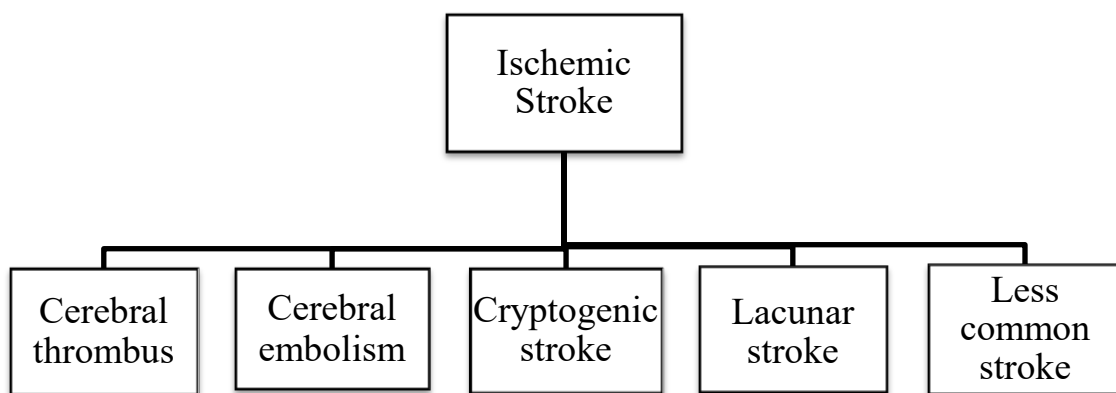 Ischemic
Stroke
Cerebral
thrombus
Cerebral
embolism
Cryptogenic
stroke
Lacunar
stroke
Less
common
stroke